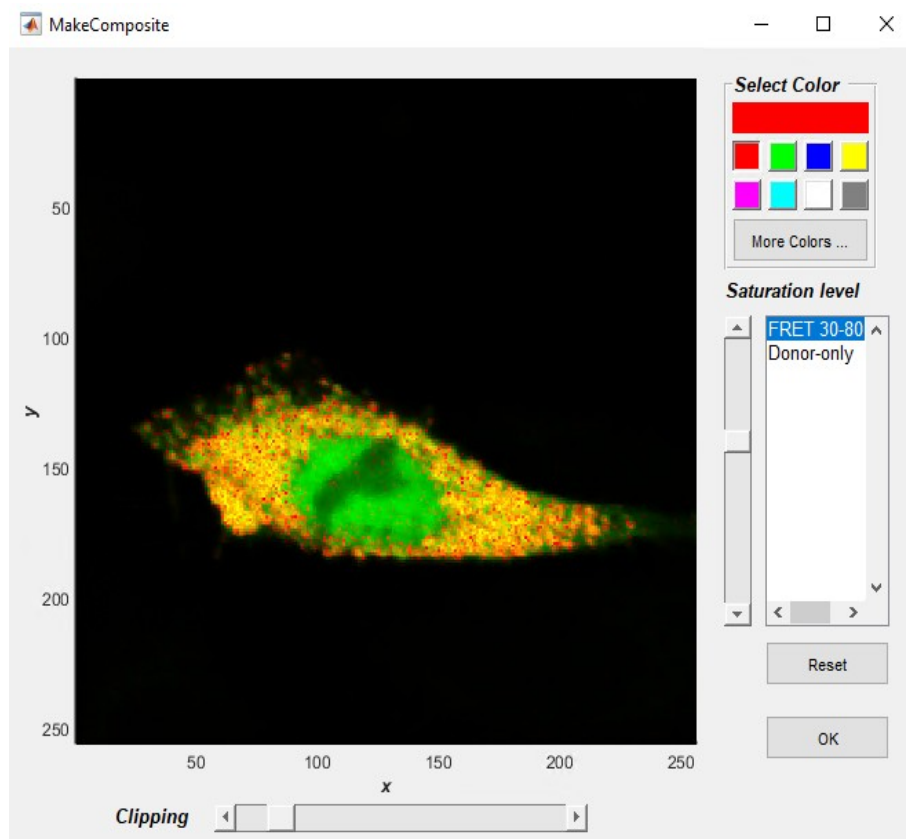 MakeComposite
Select Color
More Colors ...
Saturation level
FRET 30-80
Donor-only
50
100
150
200
250
y
50
100
150
200
250
x
Reset
OK
Clipping